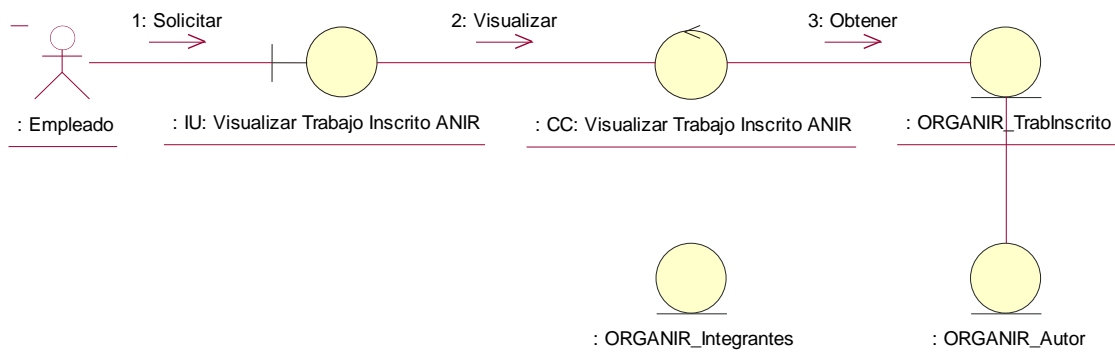 1: Solicitar
2: Visualizar
3: Obtener
: Empleado
: IU: Visualizar Trabajo Inscrito ANIR
: CC: Visualizar Trabajo Inscrito ANIR
: ORGANIR_TrabInscrito
: ORGANIR_Integrantes
: ORGANIR_Autor